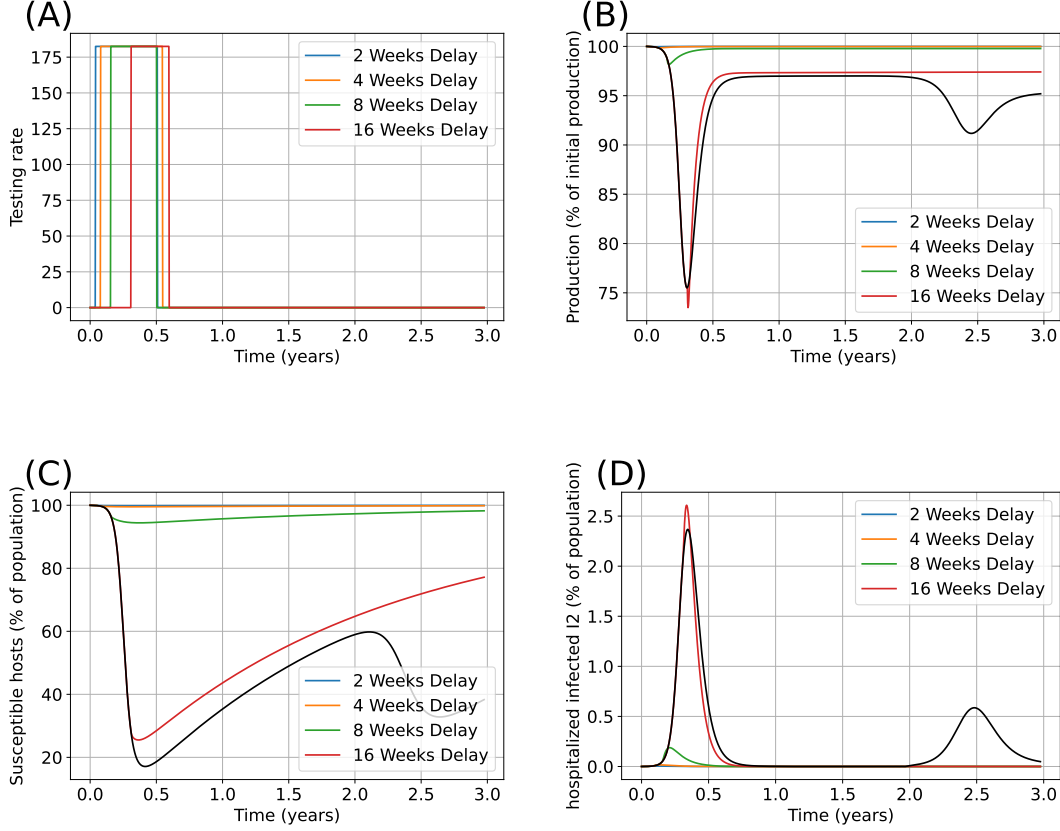 (A)
Testing rate
175
150
125
100
75
50
25
0
2 Weeks Delay
4 Weeks Delay
8 Weeks Delay
16 Weeks Delay
0.0 0.5 1.0 1.5 2.0 2.5 3.0
Time (years)
(B)
Production (% of initial production)
100
95
90
85
80
75
2 Weeks Delay
4 Weeks Delay
8 Weeks Delay
16 Weeks Delay
0.0 0.5 1.0 1.5 2.0 2.5 3.0
Time (years)
(C)
Susceptible hosts (% of population)
100
80
60
40
20
2 Weeks Delay
4 Weeks Delay
8 Weeks Delay
16 Weeks Delay
0.0 0.5 1.0 1.5 2.0 2.5 3.0
Time (years)
(D)
hospitalized infected I2 (% of population)
2.5
2.0
1.5
1.0
0.5
0.0
2 Weeks Delay
4 Weeks Delay
8 Weeks Delay
16 Weeks Delay
0.0 0.5 1.0 1.5 2.0 2.5 3.0
Time (years)